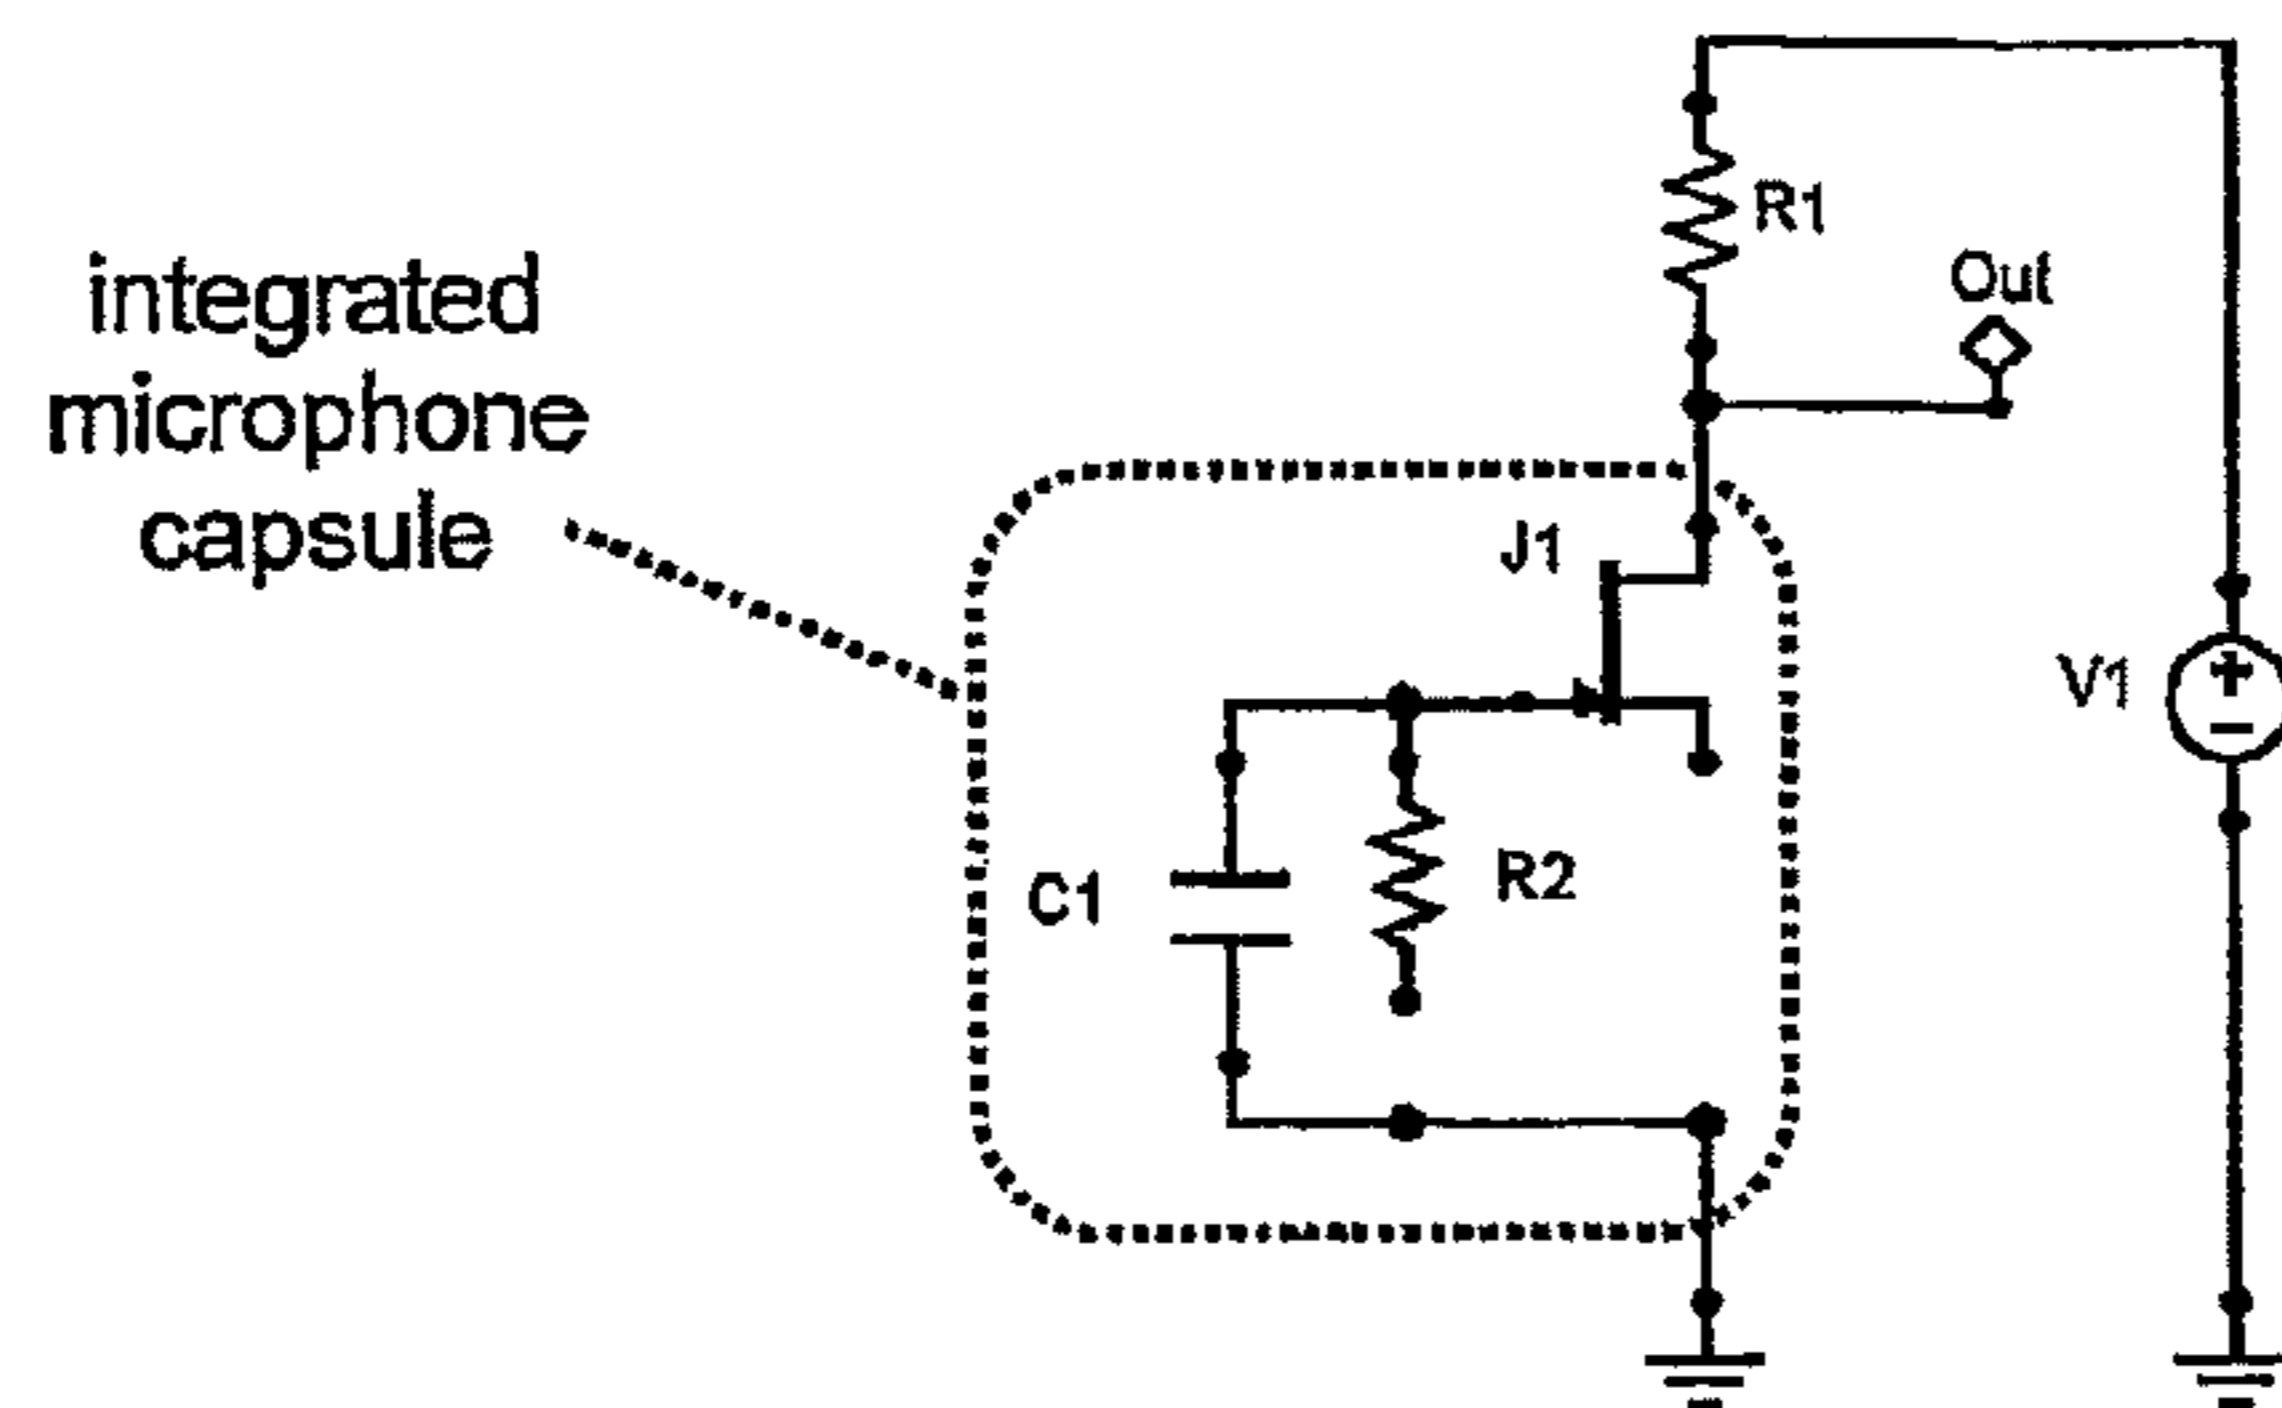 integrated
microphone
capsule
R1
Out
J1
V1
C1
R2